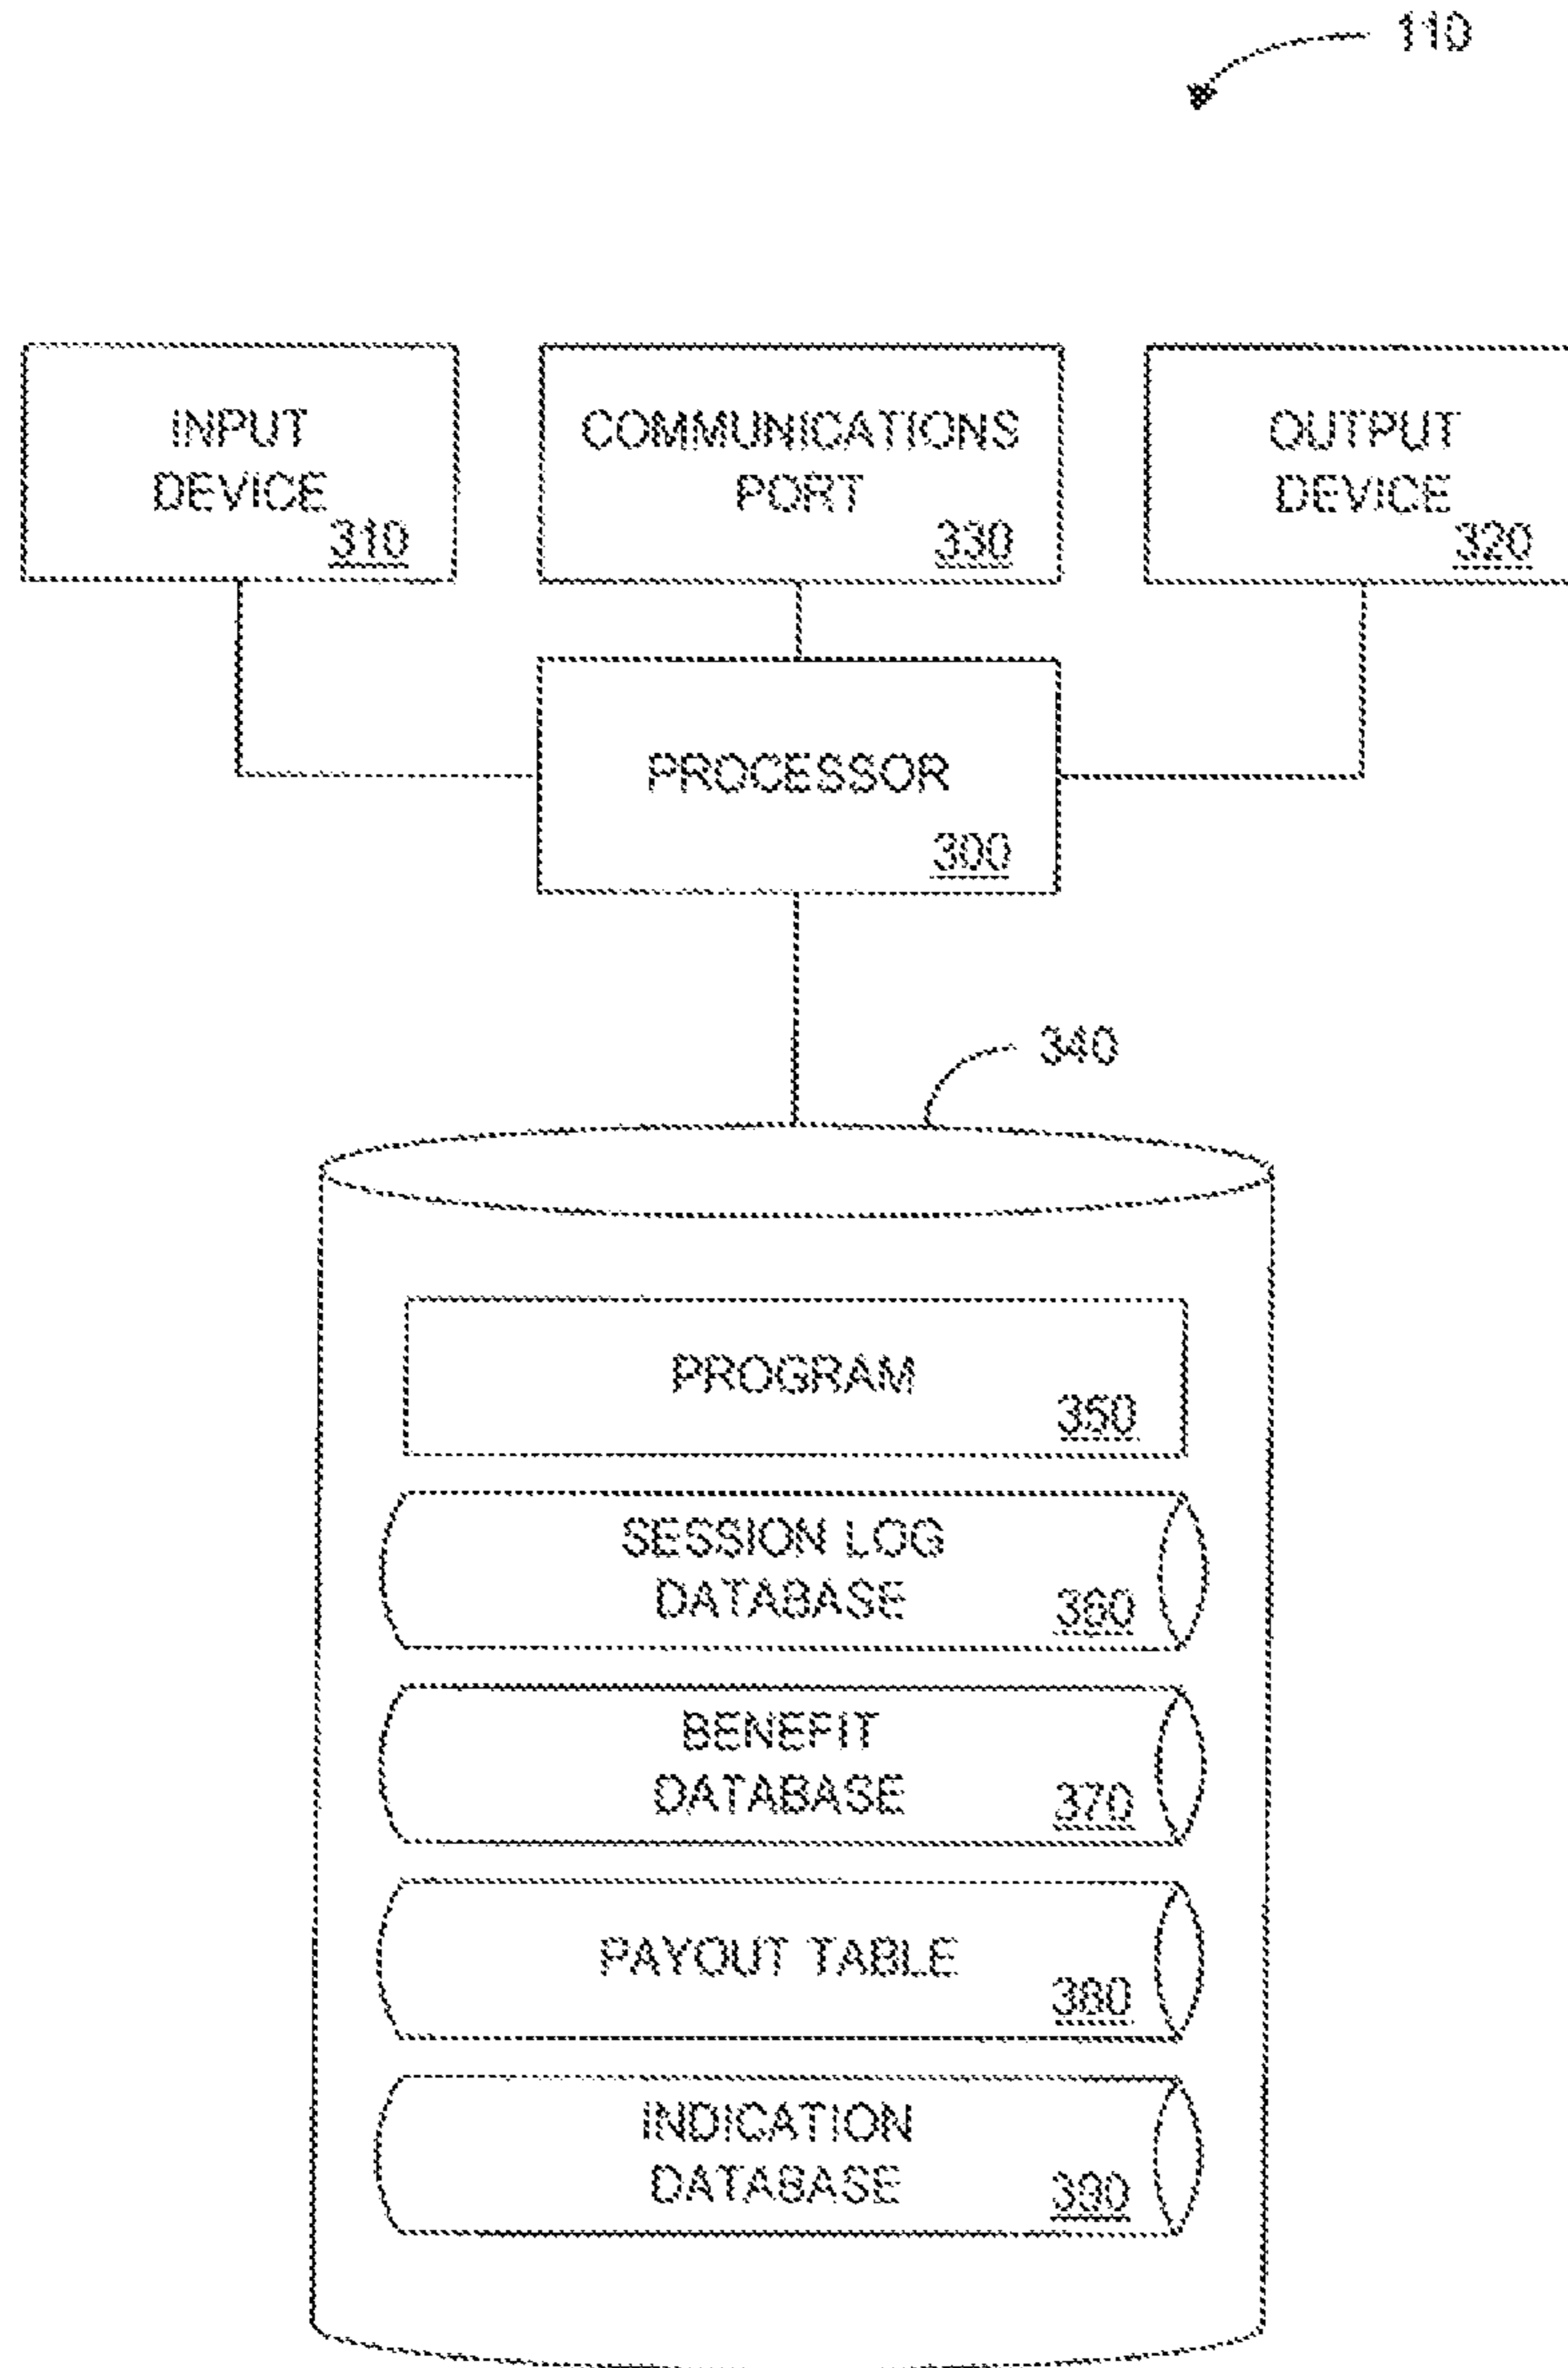 110
INPUT
DEVICE
310
COMMUNICATIONS
PORT
330
OUTPUT
DEVICE
320
PROCESSOR
300
340
PROGRAM
350
SESSION LOG
DATABASE
360
BENEFIT
DATABASE
370
PAYOUT TABLE
380
INDICATION
DATABASE
390